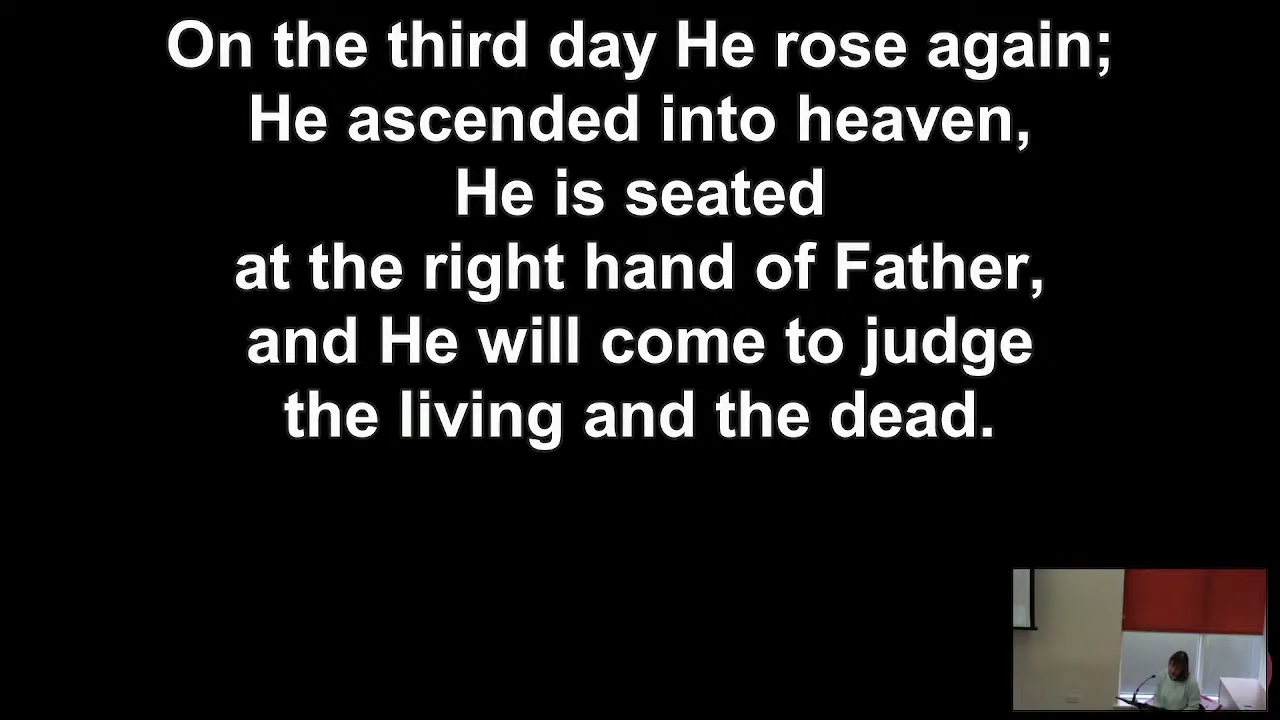 On the third day He rose again;
He ascended into heaven,
He is seated
at the right hand of Father,
and He will come to judge
the living and the dead.